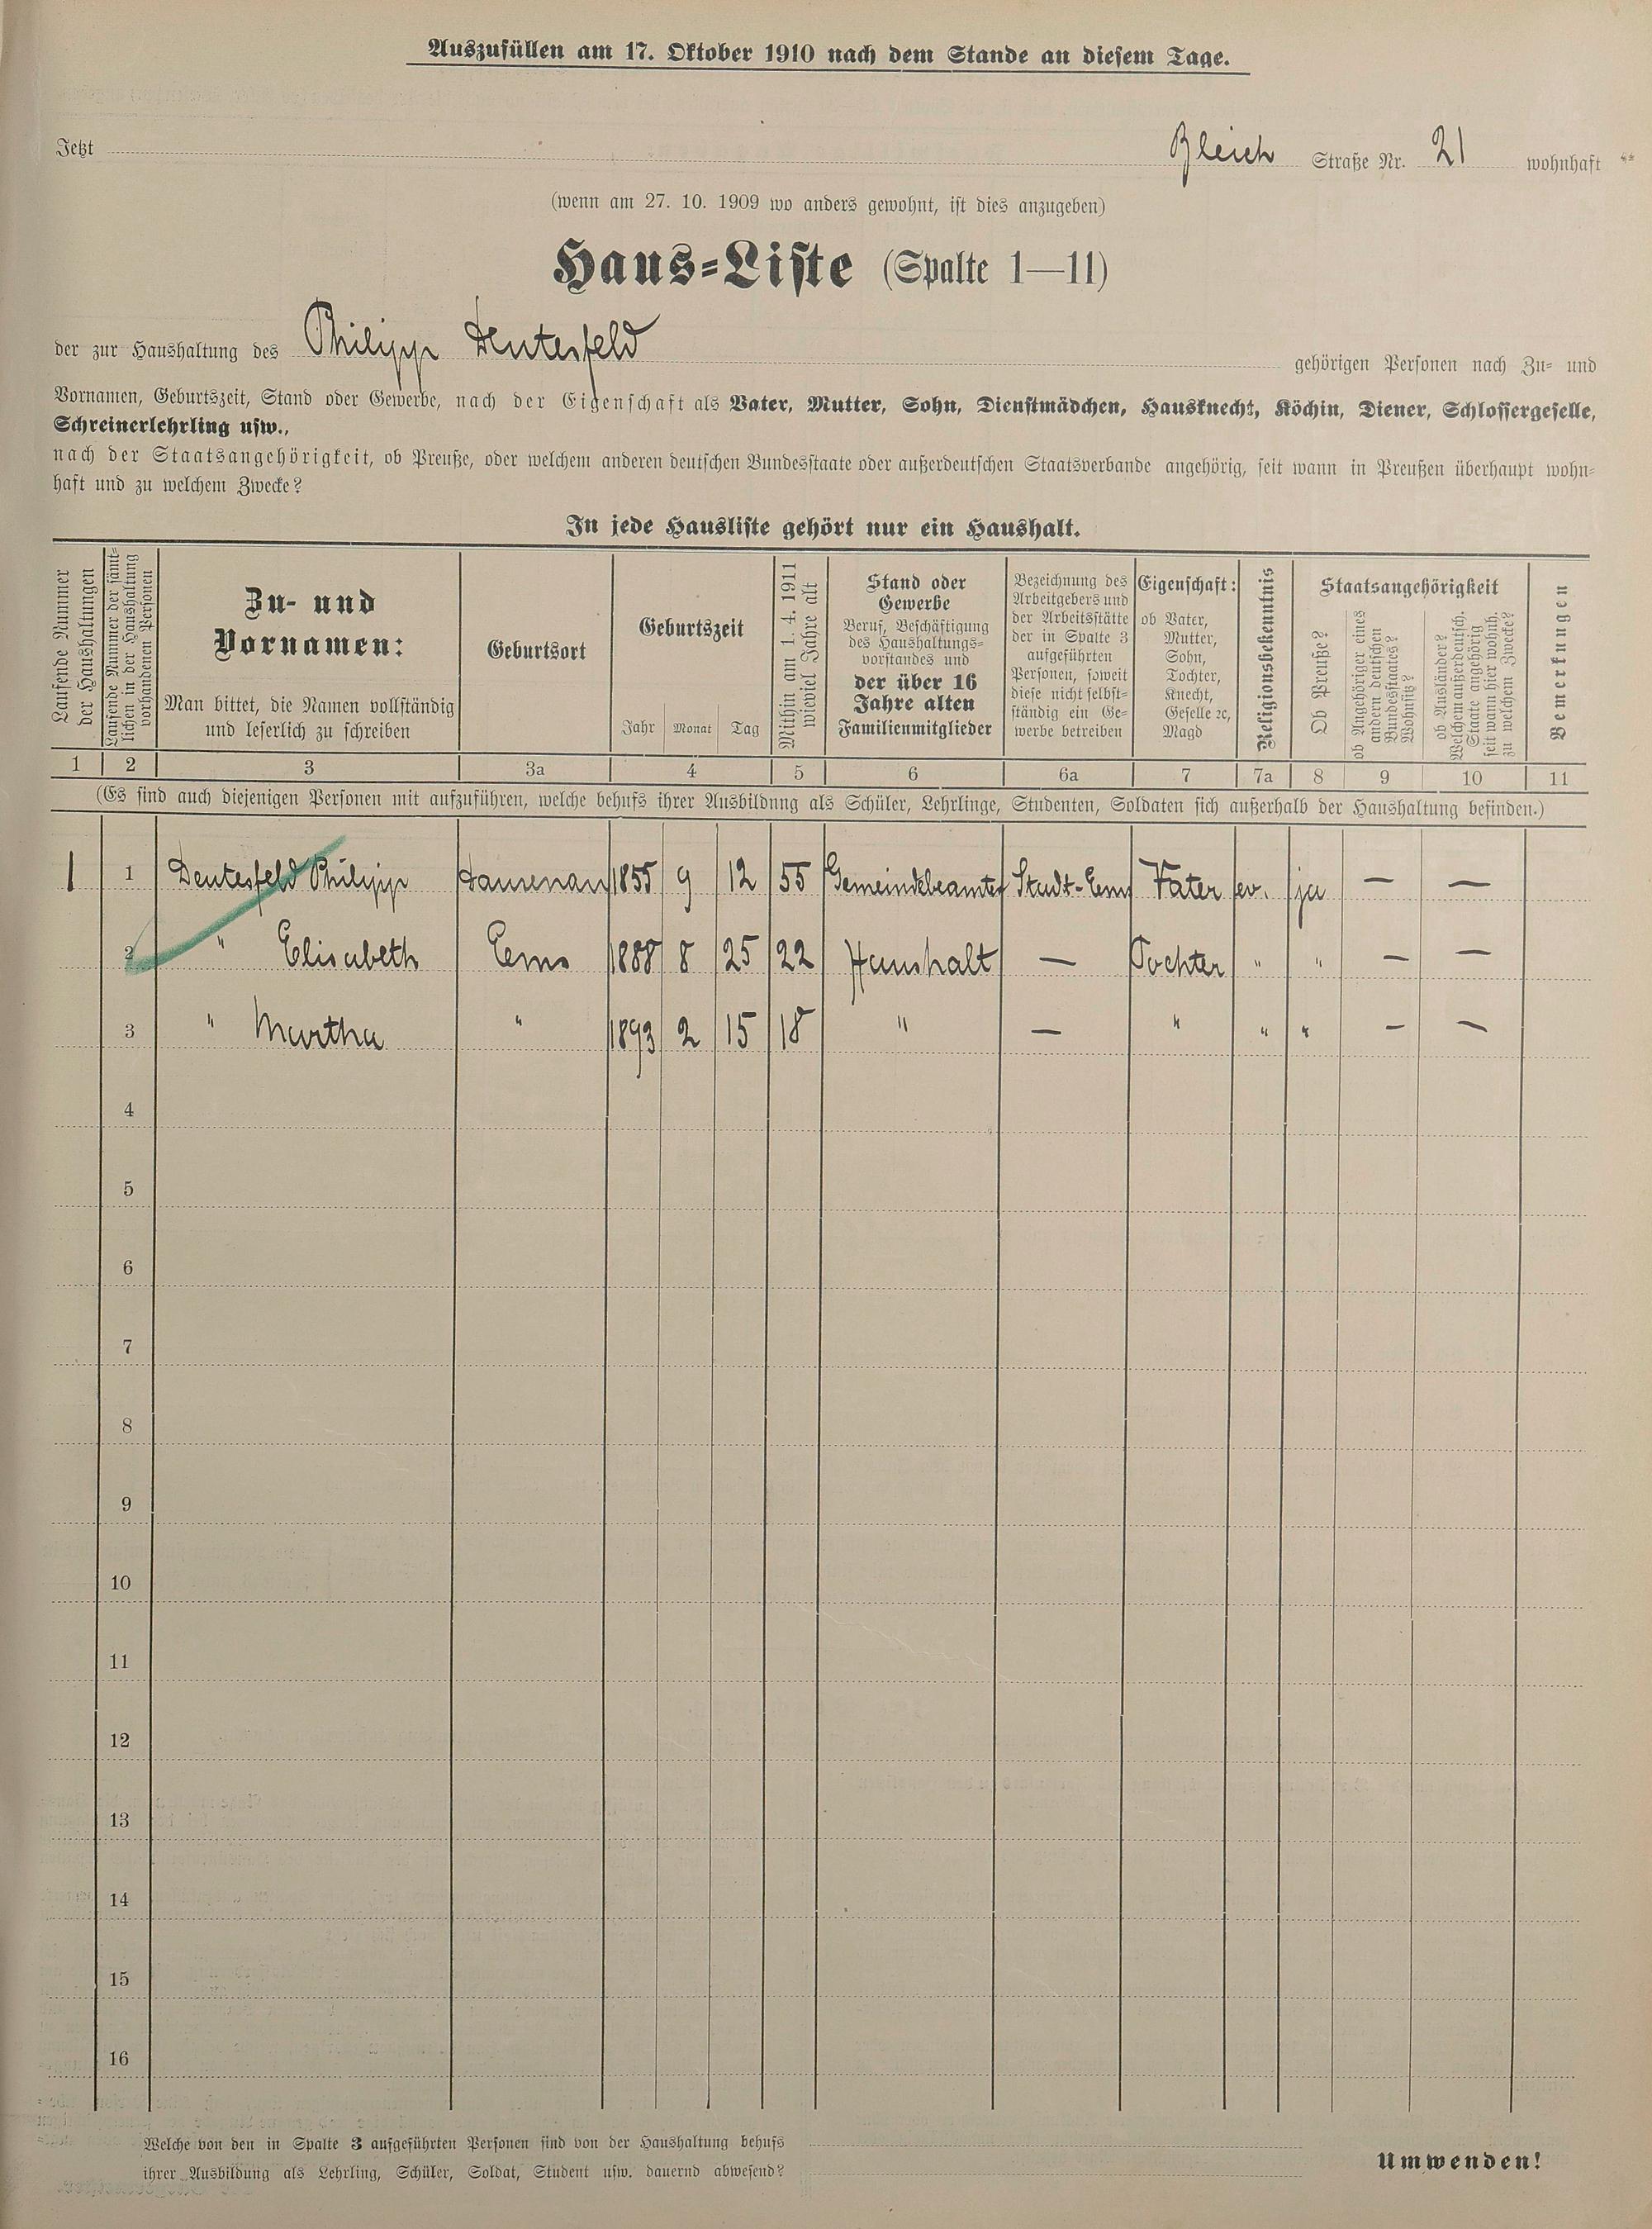 Auszufüllen am 17. Oktober 1910 nach dem Stande an diesem Tage.
Jetzt Bleich Straße Nr. 21 wohnhaft
(wenn am 27. 10. 1909 wo anders gewohnt, ist dies anzugeben)
Haus-Liste (Spalte 1—11)
der zur Haushaltung des Philipp Deutesfeld gehörigen Personen nach Zu- und
Vornamen, Geburtszeit, Stand oder Gewerbe, nach der Eigenschaft als Vater, Mutter, Sohn, Dienstmädchen, Hausknecht, Köchin, Diener, Schlossergeselle,
Schreinerlehrling usw.,
nach der Staatsangehörigkeit, ob Preuße, oder welchem anderen deutschen Bundesstaate oder außerdeutschen Staatsverbande angehörig, seit wann in Preußen überhaupt wohn-
haft und zu welchem Zwecke?
In jede Hausliste gehört nur ein Haushalt.
Laufende Nummer
der Haushaltungen
Laufende Nummer der sämt-
lichen in der Haushaltung
vorhandenen Personen
Zu- und
Vornamen:
Man bittet, die Namen vollständig
und leserlich zu schreiben
Geburtsort
Geburtszeit
Jahr Monat Tag
Mithin am 1. 4. 1911
wieviel Jahre alt
Stand oder
Gewerbe
Beruf, Beschäftigung
des Haushaltungs-
vorstandes und
der über 16
Jahre alten
Familienmitglieder
Bezeichnung des
Arbeitgebers und
der Arbeitsstätte
der in Spalte 3
aufgeführten
Personen, soweit
diese nicht selbst-
ständig ein Ge-
werbe betreiben
Eigenschaft:
ob Vater,
Mutter,
Sohn,
Tochter,
Knecht,
Geselle ꝛc,
Magd
Religionsbekenntnis
Staatsangehörigkeit
Ob Preuße?
ob Angehöriger eines
andern deutschen
Bundesstaates?
Wohnsitz?
ob Ausländer?
Welchem außerdeutsch.
Staate angehörig
seit wann hier wohnh.
zu welchem Zwecke?
Bemerkungen
1 2 3 3a 4 5 6 6a 7 7a 8 9 10 11
(Es sind auch diejenigen Personen mit aufzuführen, welche behufs ihrer Ausbildung als Schüler, Lehrlinge, Studenten, Soldaten sich außerhalb der Haushaltung befinden.)
1 1 Deutesfeld Philipp Dausenau 1855 9 12 55 Gemeindebeamter Stadt-Ems Vater ev. ja — —
2 " Elisabeth Ems 1888 8 25 22 Haushalt — Tochter " " — —
3 " Martha " 1893 2 15 18 " — " " " — —
4
5
6
7
8
9
10
11
12
13
14
15
16
Welche von den in Spalte 3 aufgeführten Personen sind von der Haushaltung behufs
ihrer Ausbildung als Lehrling, Schüler, Soldat, Student usw. dauernd abwesend?
Umwenden!